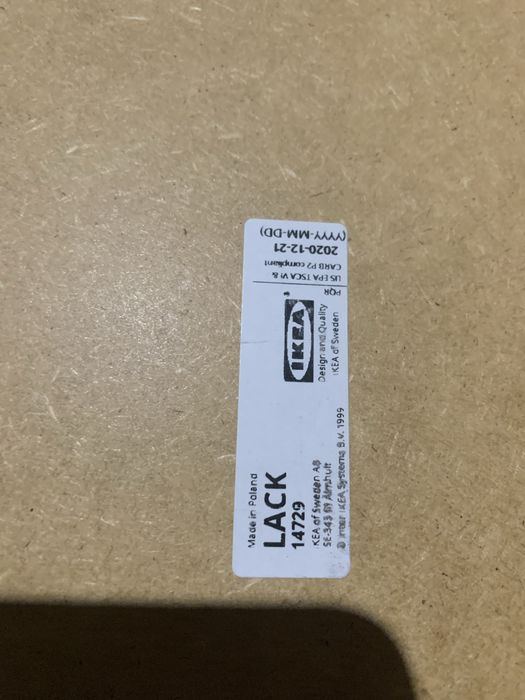 Made in Poland
LACK
14729
IKEA of Sweden AB
SE-343 81 Älmhult
© Inter IKEA Systems B.V. 1999
IKEA®
Design and Quality
IKEA of Sweden
PQR
US EPA TSCA VI &
CARB P2 compliant
2020-12-21
(YYYY-MM-DD)